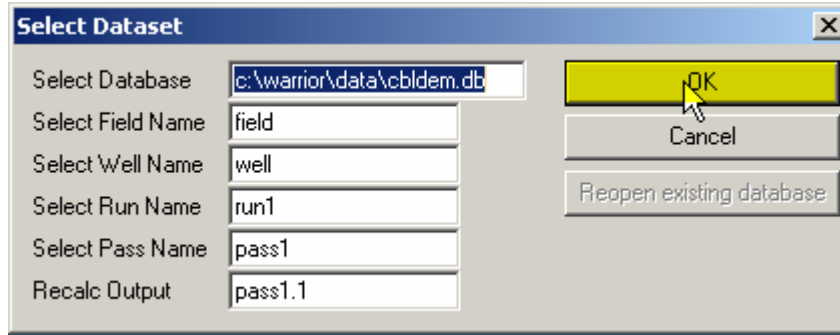 Select Dataset
Select Database c:\warrior\data\cbldem.db OK
Select Field Name field Cancel
Select Well Name well
Select Run Name run1 Reopen existing database
Select Pass Name pass1
Recalc Output pass1.1